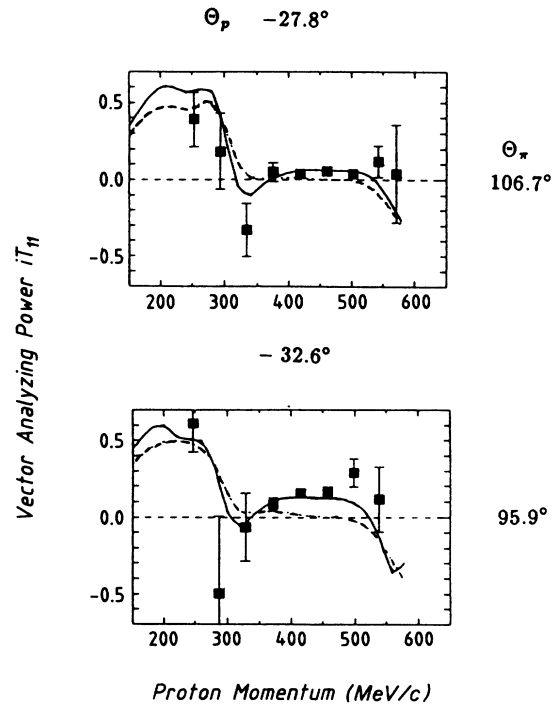 Θp −27.8°
0.5
0.0
-0.5
200 300 400 500 600
Θπ
106.7°
Vector Analyzing Power iT11
− 32.6°
0.5
0.0
-0.5
200 300 400 500 600
95.9°
Proton Momentum (MeV/c)